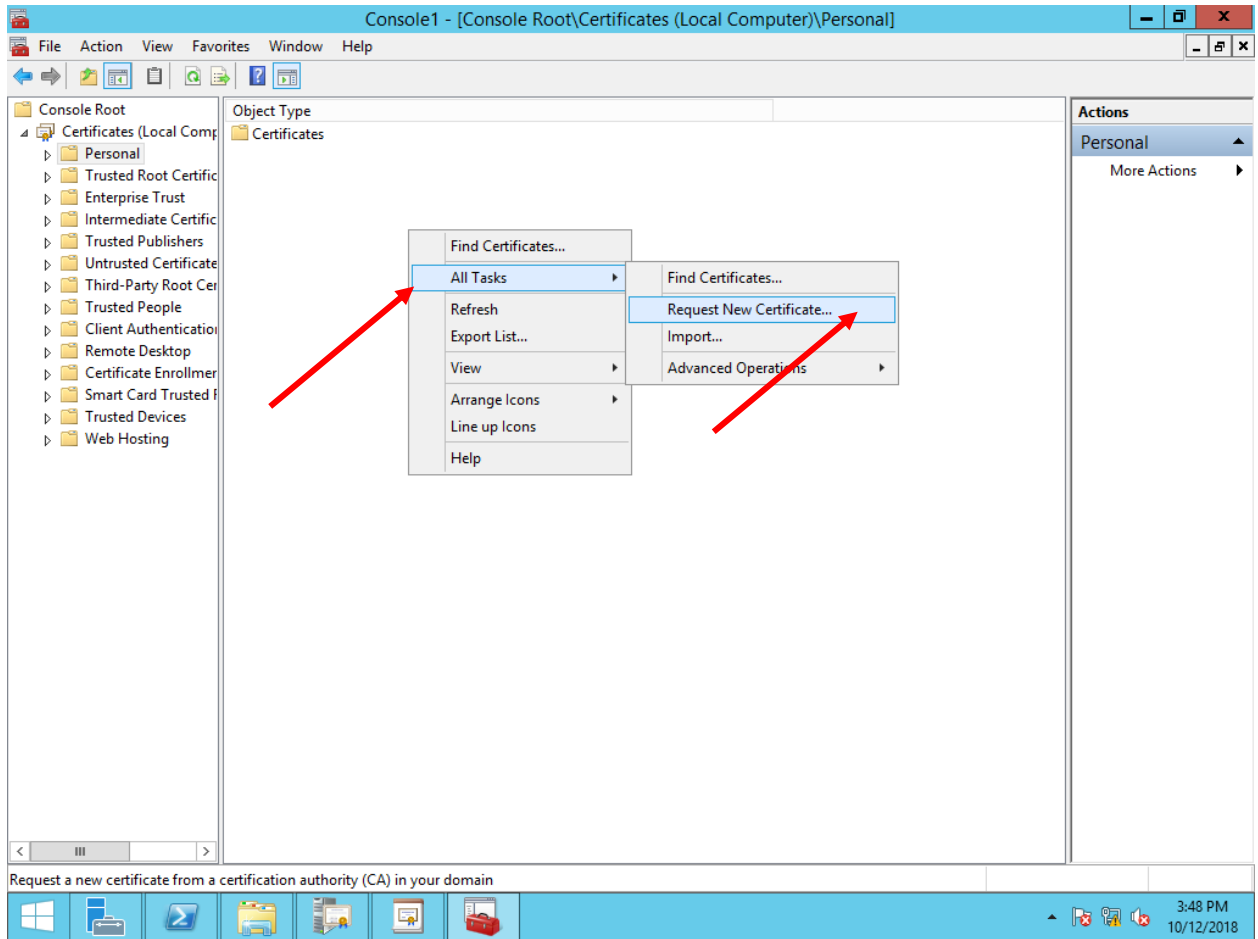 Console1 - [Console Root\Certificates (Local Computer)\Personal]
File Action View Favorites Window Help
Console Root
Certificates (Local Comp
Personal
Trusted Root Certific
Enterprise Trust
Intermediate Certific
Trusted Publishers
Untrusted Certificate
Third-Party Root Cer
Trusted People
Client Authentication
Remote Desktop
Certificate Enrollmer
Smart Card Trusted F
Trusted Devices
Web Hosting
Object Type
Certificates
Find Certificates...
All Tasks
Refresh
Export List...
View
Arrange Icons
Line up Icons
Help
Find Certificates...
Request New Certificate...
Import...
Advanced Operations
Actions
Personal
More Actions
Request a new certificate from a certification authority (CA) in your domain
3:48 PM
10/12/2018